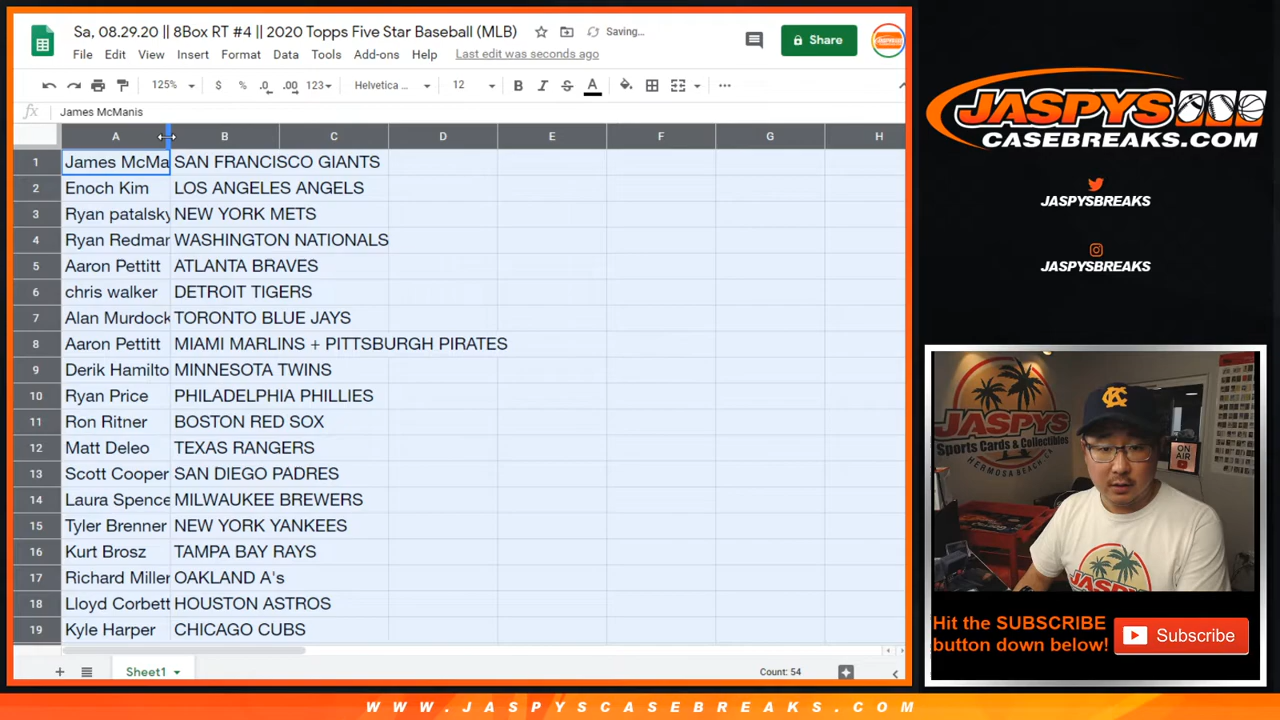 Sa, 08.29.20 || 8Box RT #4 || 2020 Topps Five Star Baseball (MLB)
Saving...
File Edit View Insert Format Data Tools Add-ons Help Last edit was seconds ago
Share
125% $ % .0 .00 123 Helvetica ... 12 B I S A
fx James McManis
A B C D E F G H
1 James McMa SAN FRANCISCO GIANTS
2 Enoch Kim LOS ANGELES ANGELS
3 Ryan patalsky NEW YORK METS
4 Ryan Redmar WASHINGTON NATIONALS
5 Aaron Pettitt ATLANTA BRAVES
6 chris walker DETROIT TIGERS
7 Alan Murdock TORONTO BLUE JAYS
8 Aaron Pettitt MIAMI MARLINS + PITTSBURGH PIRATES
9 Derik Hamilto MINNESOTA TWINS
10 Ryan Price PHILADELPHIA PHILLIES
11 Ron Ritner BOSTON RED SOX
12 Matt Deleo TEXAS RANGERS
13 Scott Cooper SAN DIEGO PADRES
14 Laura Spence MILWAUKEE BREWERS
15 Tyler Brenner NEW YORK YANKEES
16 Kurt Brosz TAMPA BAY RAYS
17 Richard Miller OAKLAND A's
18 Lloyd Corbett HOUSTON ASTROS
19 Kyle Harper CHICAGO CUBS
Sheet1
Count: 54
JASPYS
CASEBREAKS.COM
JASPYSBREAKS
JASPYSBREAKS
JASPYS
Sports Cards & Collectibles
HERMOSA BEACH CA
ON AIR
KC
JASPYS
Hit the SUBSCRIBE
button down below!
Subscribe
WWW.JASPYSCASEBREAKS.COM